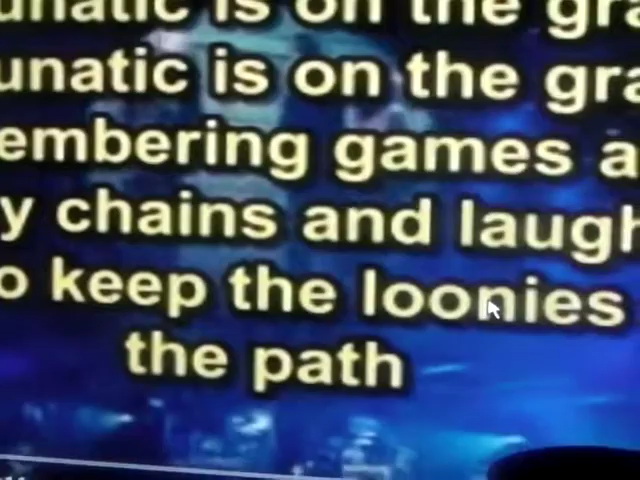 unatic is on the gra
unatic is on the gra
embering games a
y chains and laugh
o keep the loonies
the path